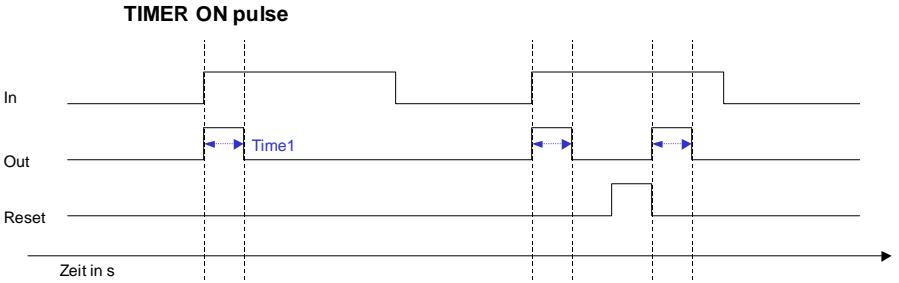 TIMER ON pulse
In
Time1
Out
Reset
Zeit in s